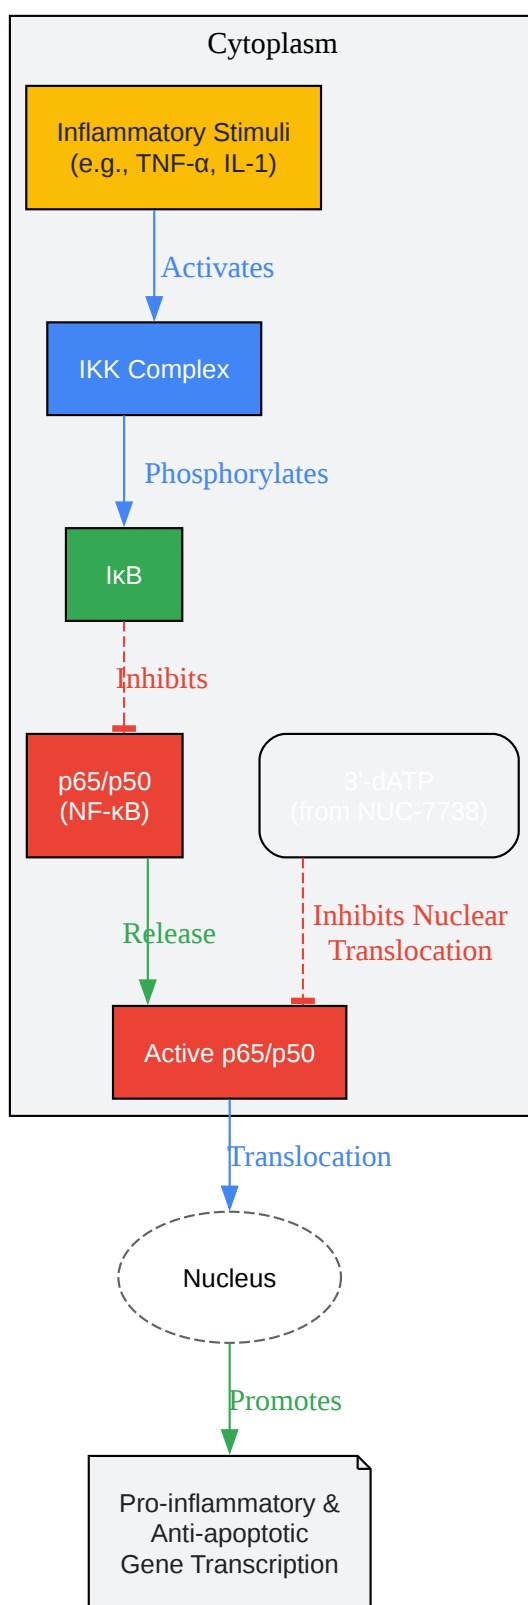 Cytoplasm
Inflammatory Stimuli
(e.g., TNF-α, IL-1)
Activates
IKK Complex
Phosphorylates
IκB
Inhibits
p65/p50
(NF-κB)
3'-dATP
(from NUC-7738)
Release
Inhibits Nuclear
Translocation
Active p65/p50
Translocation
Nucleus
Promotes
Pro-inflammatory &
Anti-apoptotic
Gene Transcription